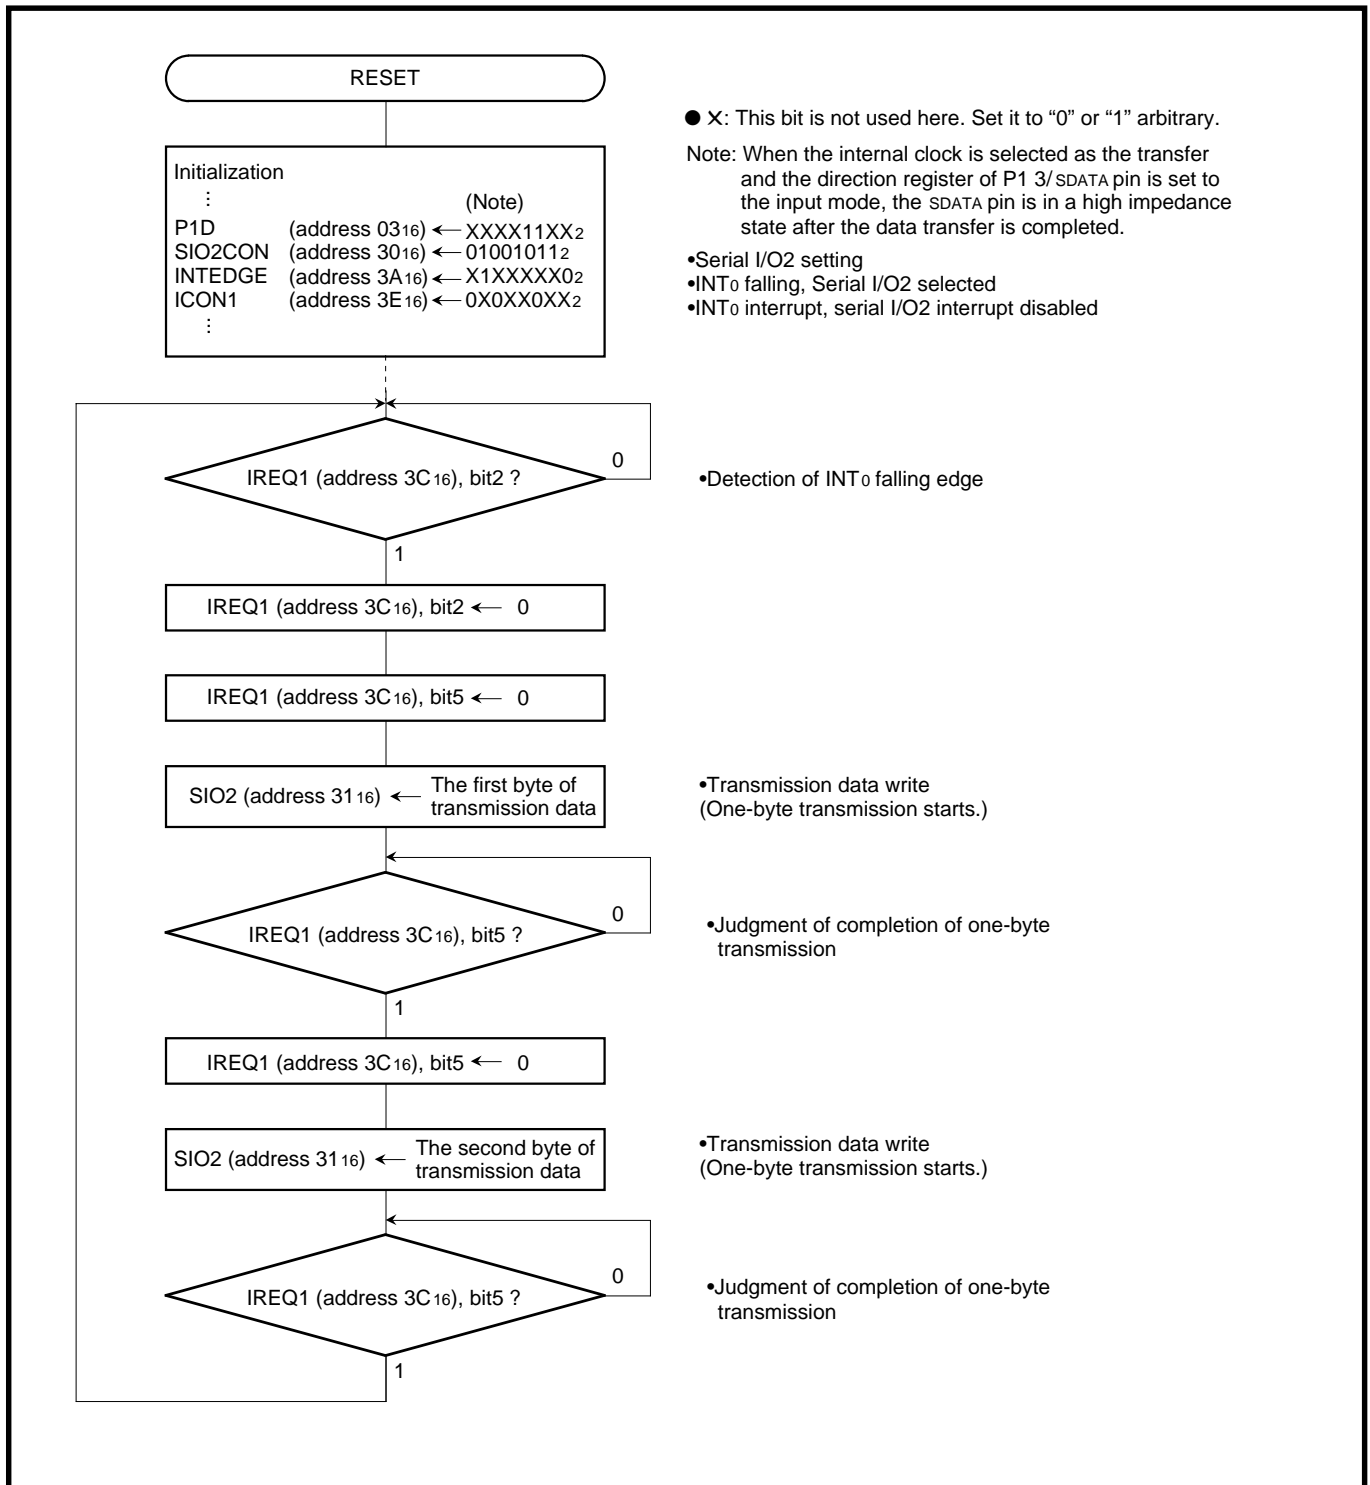 RESET
● X: This bit is not used here. Set it to “0” or “1” arbitrary.
Note: When the internal clock is selected as the transfer
and the direction register of P1 3/SDATA pin is set to
the input mode, the SDATA pin is in a high impedance
state after the data transfer is completed.
Initialization
⋮
(Note)
P1D (address 0316) ← XXXX11XX2
SIO2CON (address 3016) ← 010010112
INTEDGE (address 3A16) ← X1XXXXX02
ICON1 (address 3E16) ← 0X0XX0XX2
⋮
•Serial I/O2 setting
•INT0 falling, Serial I/O2 selected
•INT0 interrupt, serial I/O2 interrupt disabled
IREQ1 (address 3C16), bit2 ?
0
•Detection of INT0 falling edge
1
IREQ1 (address 3C16), bit2 ← 0
IREQ1 (address 3C16), bit5 ← 0
SIO2 (address 3116) ← The first byte of
transmission data
•Transmission data write
(One-byte transmission starts.)
IREQ1 (address 3C16), bit5 ?
0
•Judgment of completion of one-byte
transmission
1
IREQ1 (address 3C16), bit5 ← 0
SIO2 (address 3116) ← The second byte of
transmission data
•Transmission data write
(One-byte transmission starts.)
IREQ1 (address 3C16), bit5 ?
0
•Judgment of completion of one-byte
transmission
1